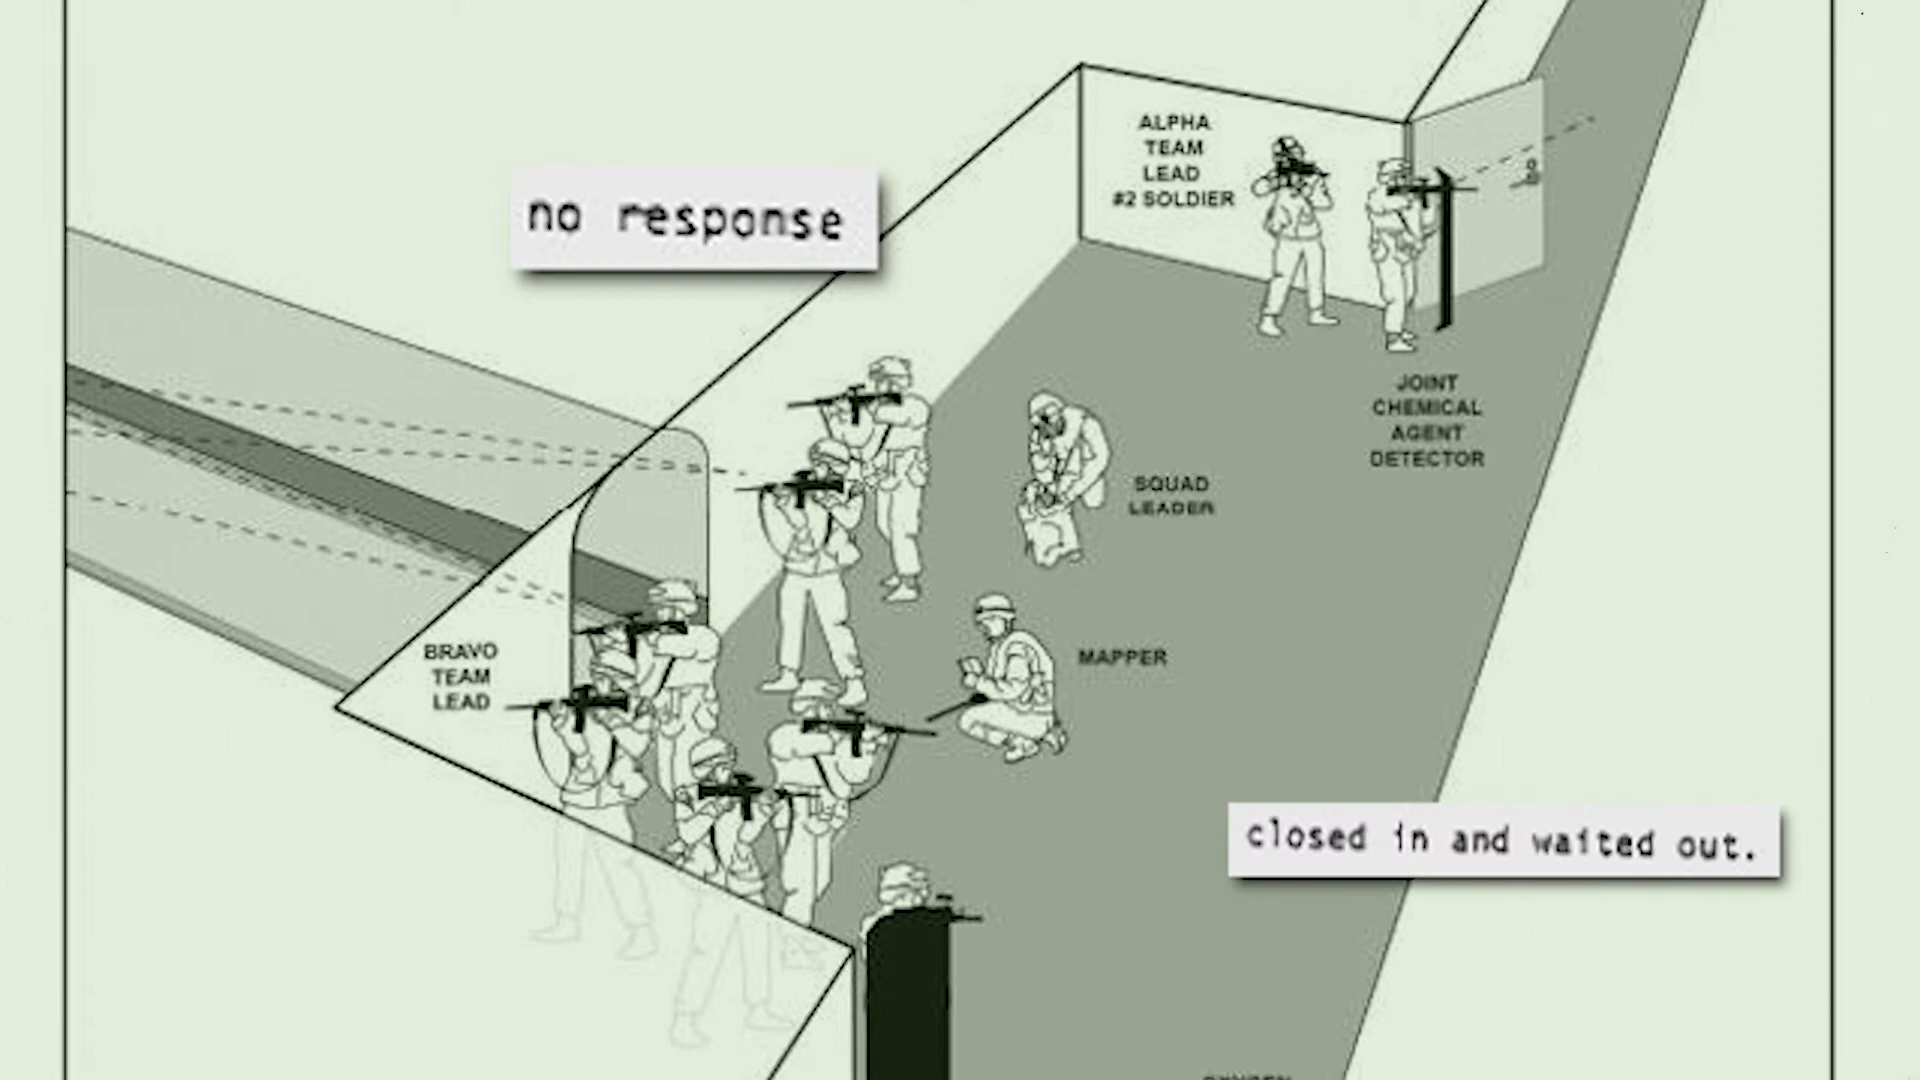 ALPHA
TEAM
LEAD
#2 SOLDIER
no response
JOINT
CHEMICAL
AGENT
DETECTOR
SQUAD
LEADER
BRAVO
TEAM
LEAD
MAPPER
closed in and waited out.